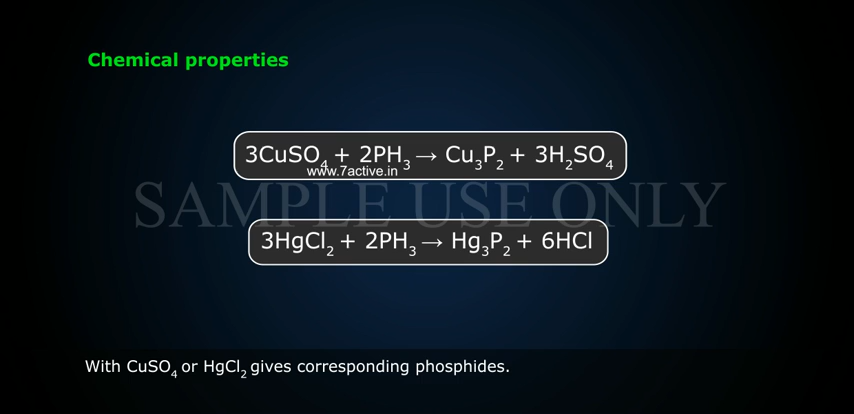 Chemical properties
3CuSO₄ + 2PH₃ → Cu₃P₂ + 3H₂SO₄
www.7active.in
SAMPLE USE ONLY
3HgCl₂ + 2PH₃ → Hg₃P₂ + 6HCl
With CuSO₄ or HgCl₂ gives corresponding phosphides.